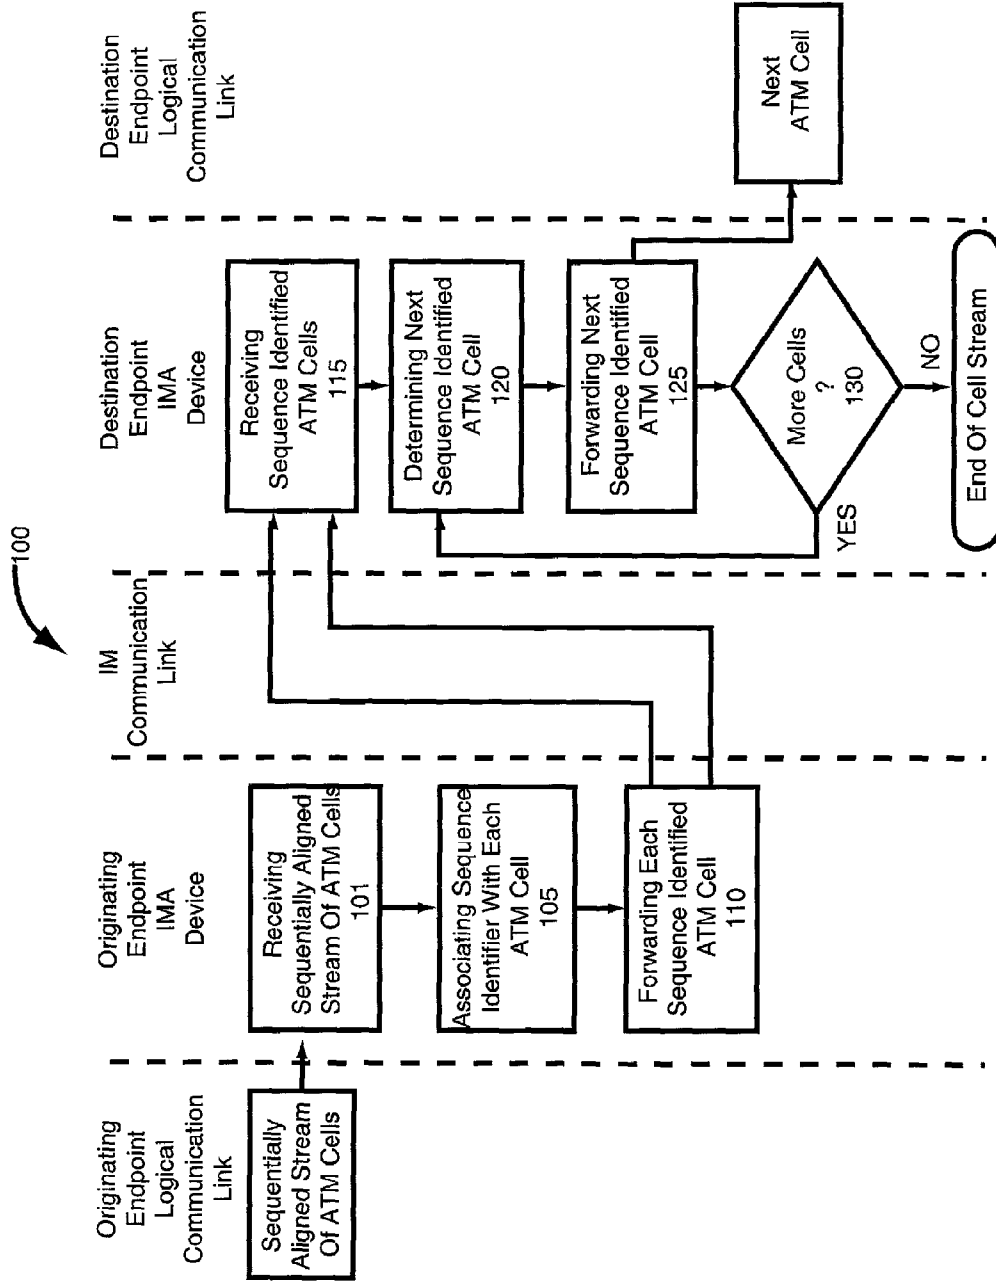 100
Originating
Endpoint
Logical
Communication
Link
Originating
Endpoint
IMA
Device
IM
Communication
Link
Destination
Endpoint
IMA
Device
Destination
Endpoint
Logical
Communication
Link
Sequentially
Aligned Stream
Of ATM Cells
Receiving
Sequentially Aligned
Stream Of ATM Cells
101
Associating Sequence
Identifier With Each
ATM Cell
105
Forwarding Each
Sequence Identified
ATM Cell
110
Receiving
Sequence Identified
ATM Cells
115
Determining Next
Sequence Identified
ATM Cell
120
Forwarding Next
Sequence Identified
ATM Cell
125
More Cells
?
130
YES
NO
End Of Cell Stream
Next
ATM Cell